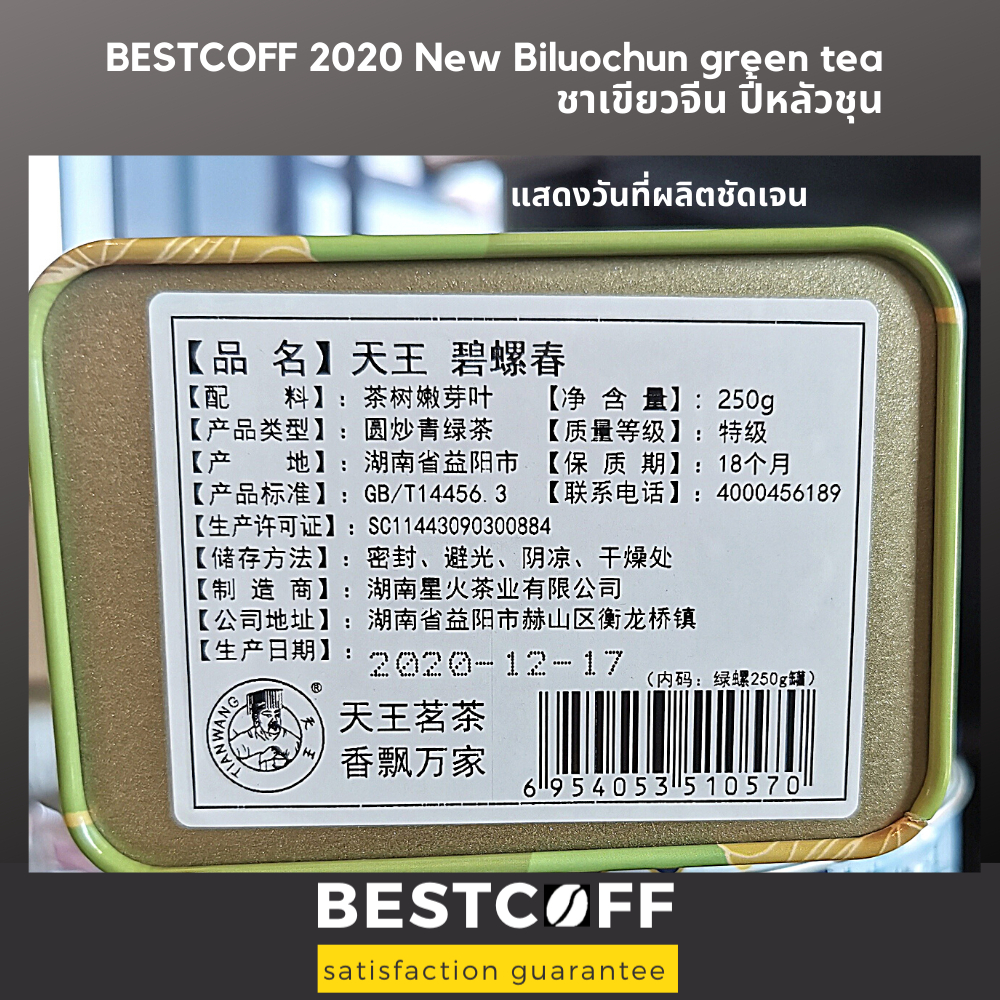 BESTCOFF 2020 New Biluochun green tea
ชาเขียวจีน ปี้หลัวชุน
แสดงวันที่ผลิตชัดเจน
【品 名】天王 碧螺春
【配 料】：茶树嫩芽叶 【净 含 量】：250g
【产品类型】：圆炒青绿茶 【质量等级】：特级
【产 地】：湖南省益阳市 【保 质 期】：18个月
【产品标准】：GB/T14456.3 【联系电话】：4000456189
【生产许可证】：SC11443090300884
【储存方法】：密封、避光、阴凉、干燥处
【制 造 商】：湖南星火茶业有限公司
【公司地址】：湖南省益阳市赫山区衡龙桥镇
【生产日期】：2020-12-17
（内码：绿螺250g罐）
TIANWANG 天王 ®
天王茗茶
香飘万家
6 954053 510570
BESTCOFF
satisfaction guarantee